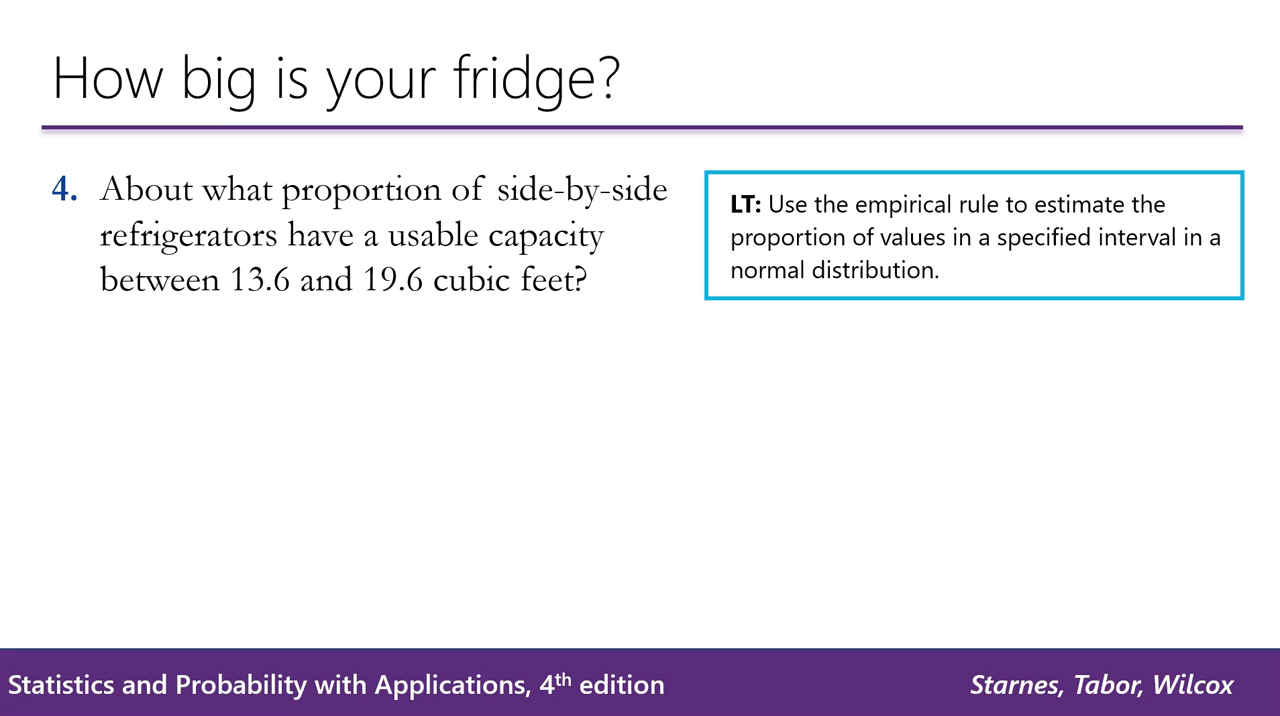 How big is your fridge?
4. About what proportion of side-by-side
refrigerators have a usable capacity
between 13.6 and 19.6 cubic feet?
LT: Use the empirical rule to estimate the
proportion of values in a specified interval in a
normal distribution.
Statistics and Probability with Applications, 4th edition
Starnes, Tabor, Wilcox